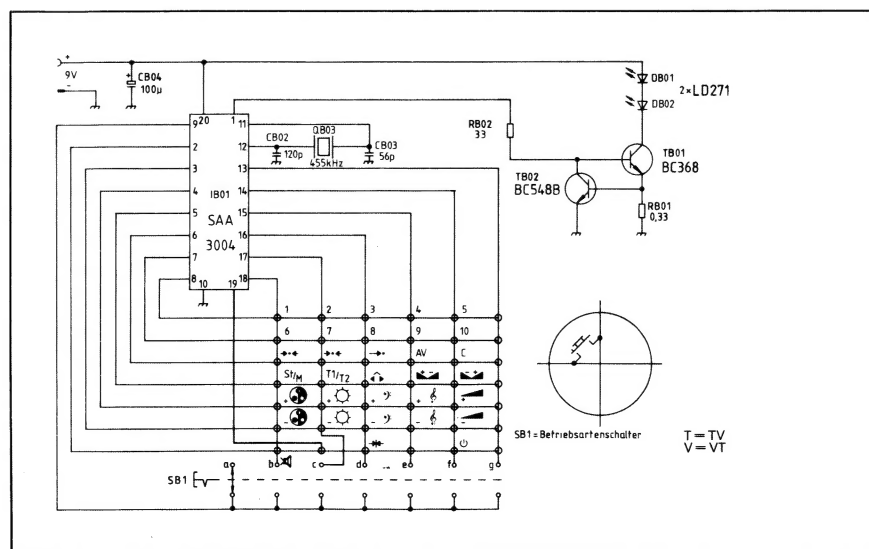 +
9V
-
CB04
100µ
9
20
1
11
2
12
3
13
4
14
5
15
6
16
7
17
8
10
19
18
IB01
SAA
3004
CB02
120p
QB03
455kHz
CB03
56p
RB02
33
DB01
DB02
2×LD271
TB01
BC368
TB02
BC548B
RB01
0,33
1 2 3 4 5
6 7 8 9 10
AV C
St/M T1/T2
+ + + + +
- - - - -
a b c d e f g
SB1
SB1 = Betriebsartenschalter
T = TV
V = VT